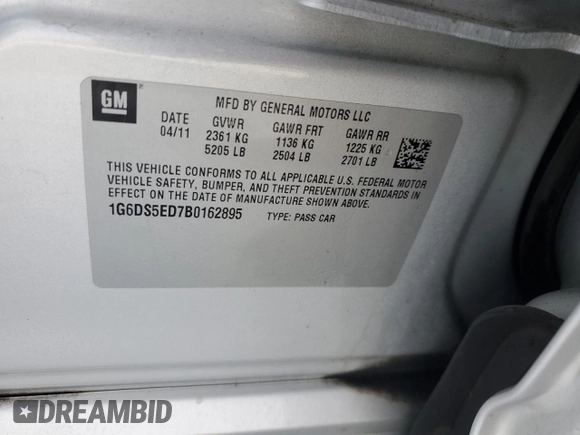 GM
MFD BY GENERAL MOTORS LLC
DATE GVWR GAWR FRT GAWR RR
04/11 2361 KG 1136 KG 1225 KG
5205 LB 2504 LB 2701 LB
THIS VEHICLE CONFORMS TO ALL APPLICABLE U.S. FEDERAL MOTOR
VEHICLE SAFETY, BUMPER, AND THEFT PREVENTION STANDARDS IN
EFFECT ON THE DATE OF MANUFACTURE SHOWN ABOVE.
1G6DS5ED7B0162895 TYPE: PASS CAR
DREAMBID